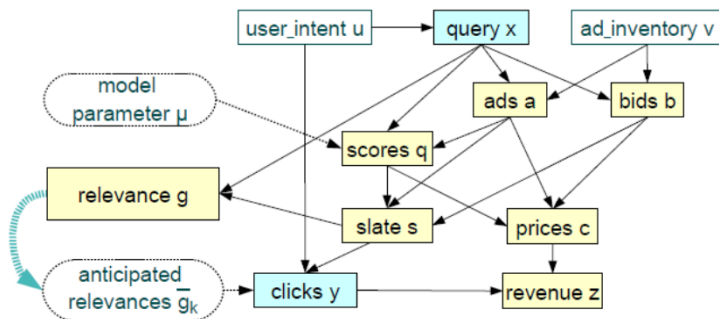 user_intent u
query x
ad_inventory v
model
parameter μ
ads a
bids b
scores q
relevance g
slate s
prices c
anticipated
relevances g̅k
clicks y
revenue z